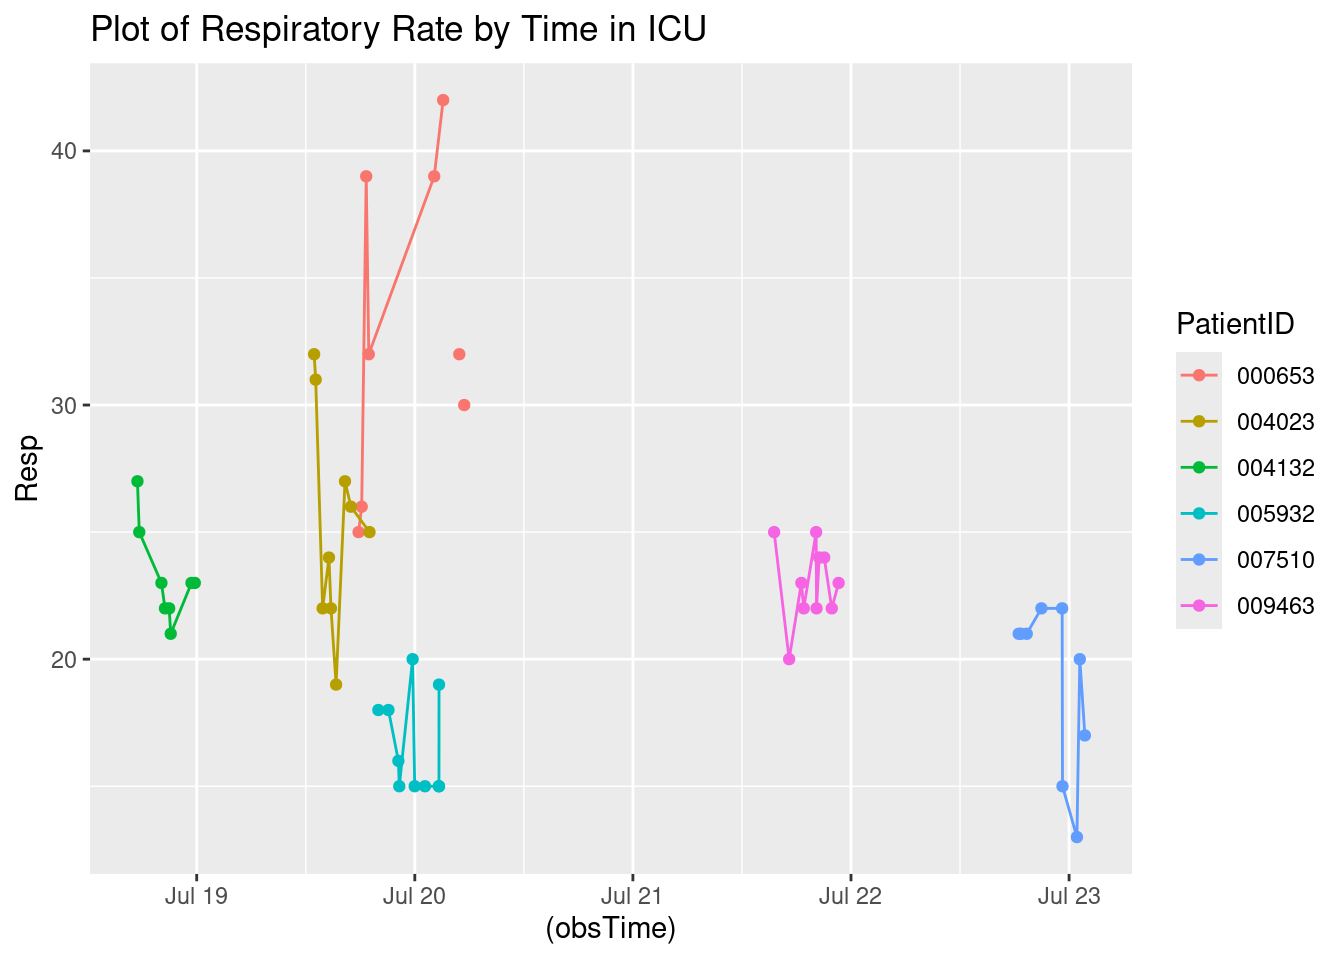 Plot of Respiratory Rate by Time in ICU
Resp
40
30
20
Jul 19
Jul 20
Jul 21
Jul 22
Jul 23
(obsTime)
PatientID
000653
004023
004132
005932
007510
009463